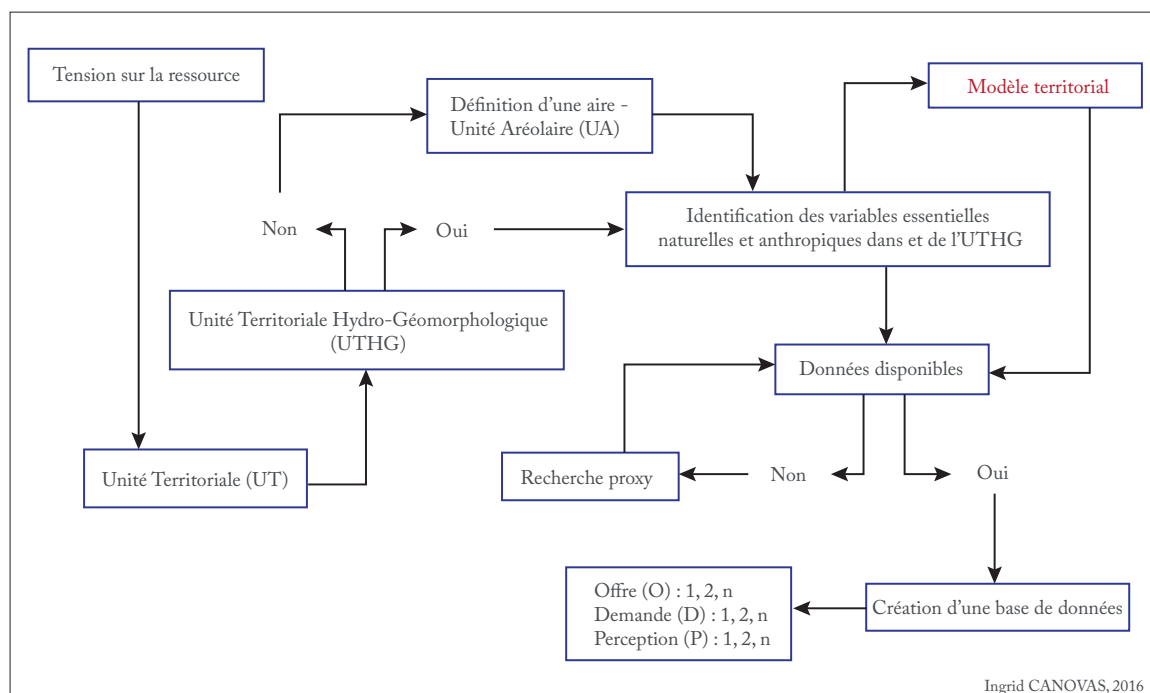 Tension sur la ressource
Modèle territorial
Définition d'une aire -
Unité Aréolaire (UA)
Non
Oui
Identification des variables essentielles
naturelles et anthropiques dans et de l'UTHG
Unité Territoriale Hydro-Géomorphologique
(UTHG)
Données disponibles
Unité Territoriale (UT)
Recherche proxy
Non
Oui
Offre (O) : 1, 2, n
Demande (D) : 1, 2, n
Perception (P) : 1, 2, n
Création d'une base de données
Ingrid CANOVAS, 2016